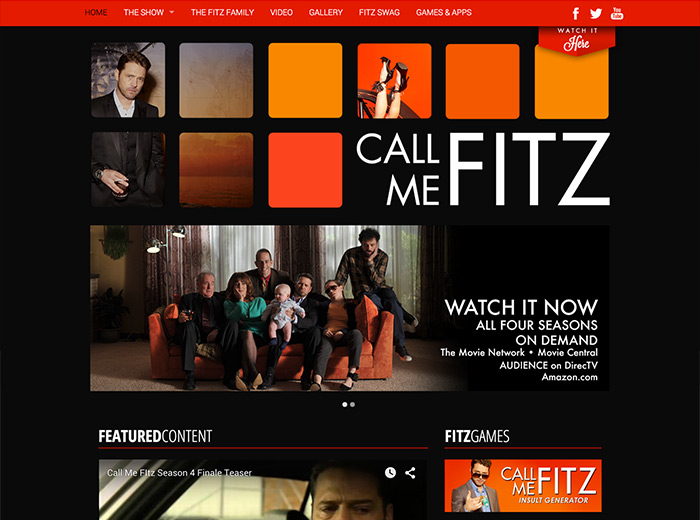 HOME THE SHOW THE FITZ FAMILY VIDEO GALLERY FITZ SWAG GAMES & APPS
You
Tube
WATCH IT
Here
CALL
ME FITZ
WATCH IT NOW
ALL FOUR SEASONS
ON DEMAND
The Movie Network • Movie Central
AUDIENCE on DirecTV
Amazon.com
FEATUREDCONTENT
Call Me FItz Season 4 Finale Teaser
FITZGAMES
CALL
ME FITZ
INSULT GENERATOR